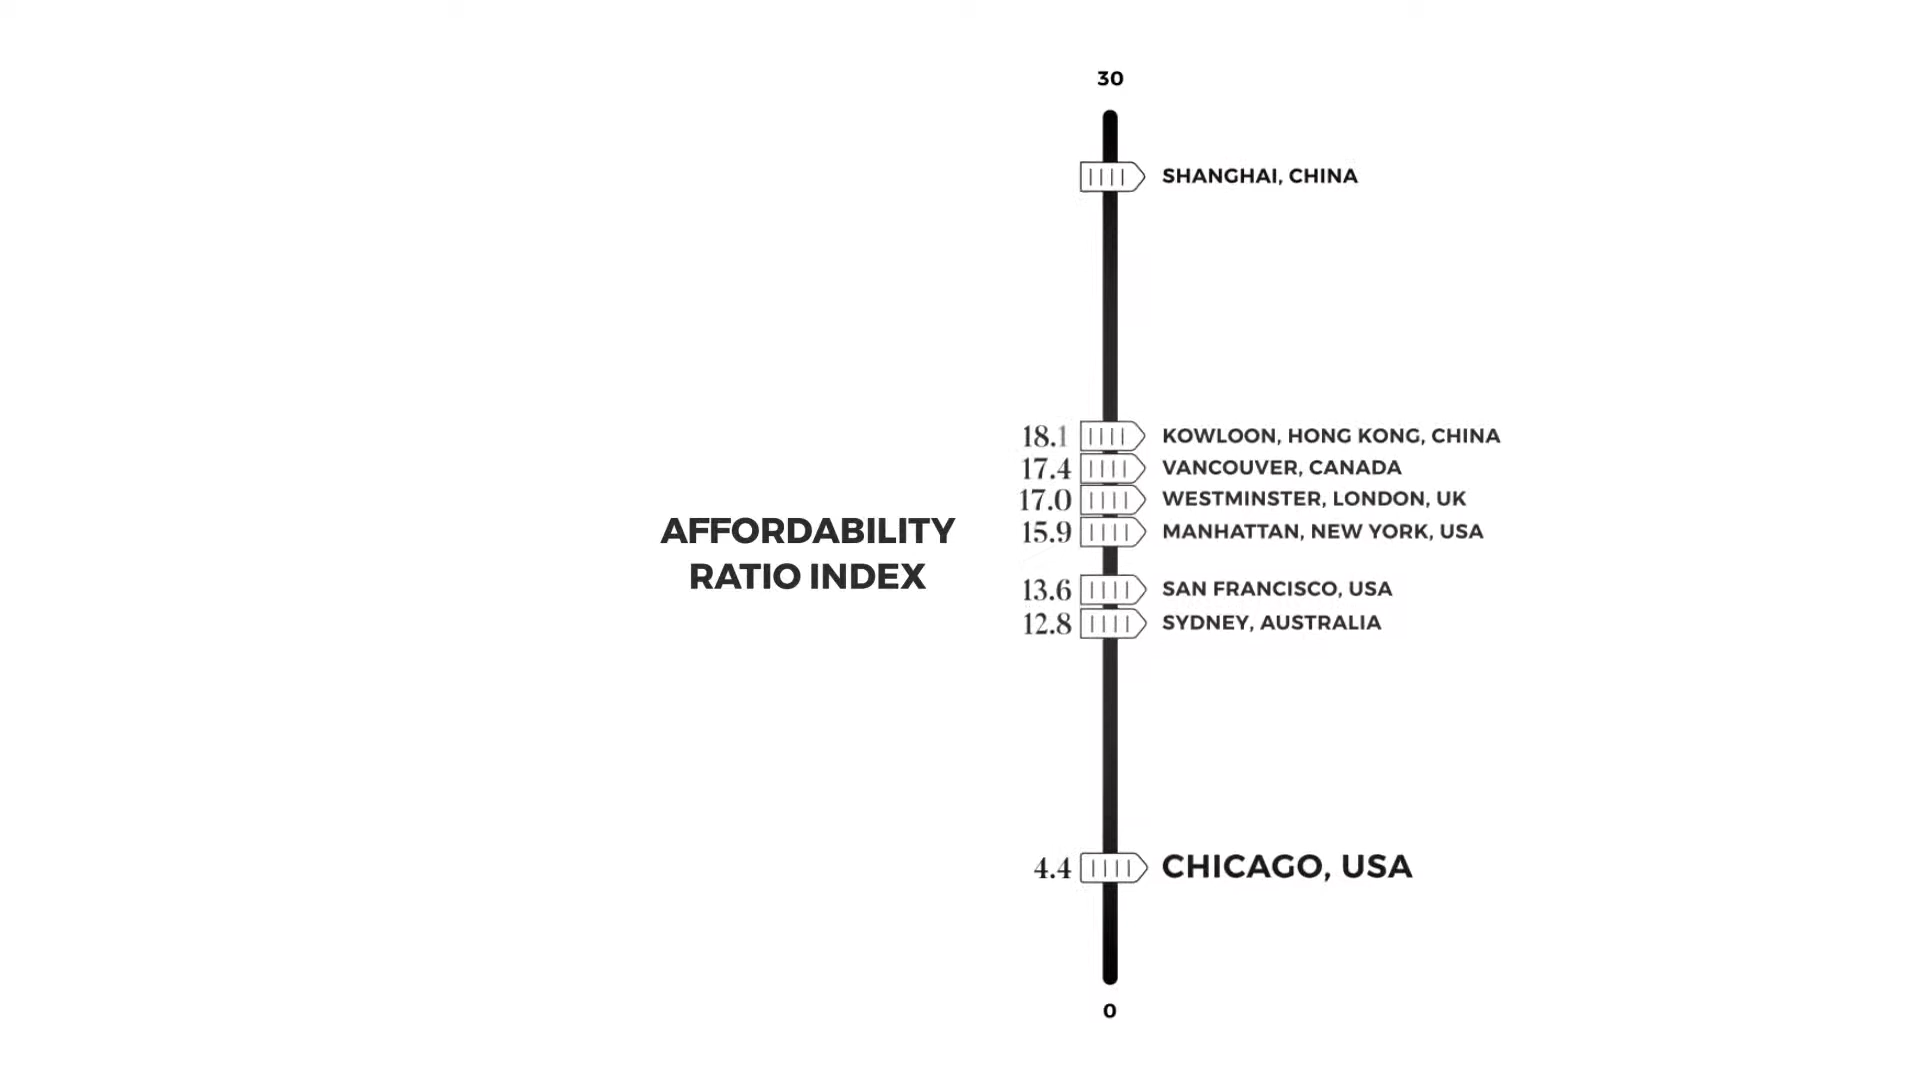 30
SHANGHAI, CHINA
18.1 KOWLOON, HONG KONG, CHINA
17.4 VANCOUVER, CANADA
17.0 WESTMINSTER, LONDON, UK
15.9 MANHATTAN, NEW YORK, USA
AFFORDABILITY
RATIO INDEX
13.6 SAN FRANCISCO, USA
12.8 SYDNEY, AUSTRALIA
4.4 CHICAGO, USA
0